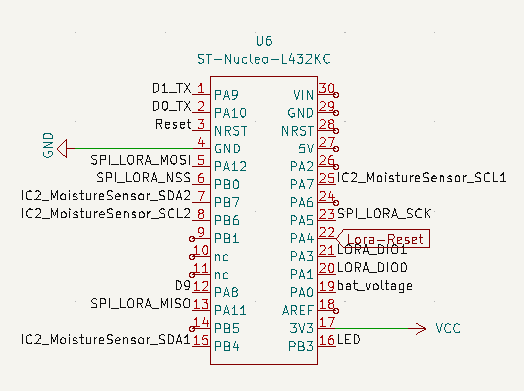 U6
ST-Nucleo-L432KC
D1_TX 1 PA9 VIN 30
D0_TX 2 PA10 GND 29
Reset 3 NRST NRST 28
GND 4 GND 5V 27
SPI_LORA_MOSI 5 PA12 PA2 26
SPI_LORA_NSS 6 PB0 PA7 25 IC2_MoistureSensor_SCL1
IC2_MoistureSensor_SDA2 7 PB7 PA6 24
IC2_MoistureSensor_SCL2 8 PB6 PA5 23 SPI_LORA_SCK
9 PB1 PA4 22 Lora-Reset
10 nc PA3 21 LORA_DIO1
11 nc PA1 20 LORA_DIO0
D9 12 PA8 PA0 19 bat_voltage
SPI_LORA_MISO 13 PA11 AREF 18
14 PB5 3V3 17 VCC
IC2_MoistureSensor_SDA1 15 PB4 PB3 16 LED